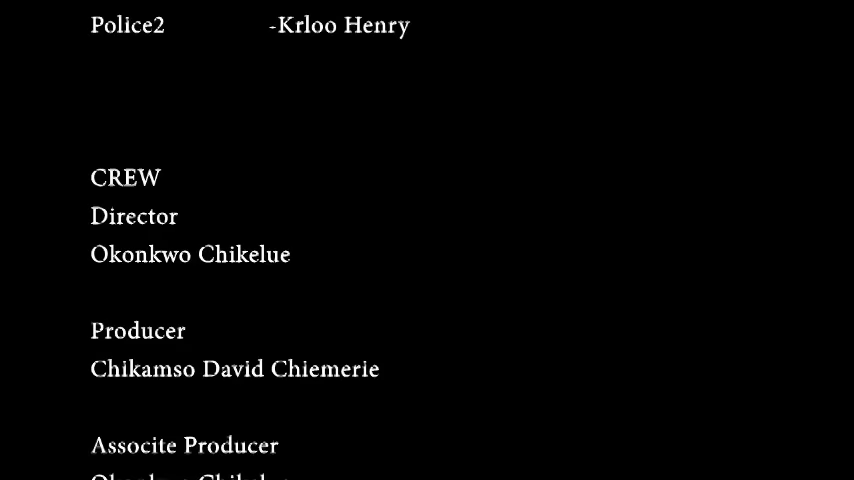 Police2 -Krloo Henry
CREW
Director
Okonkwo Chikelue
Producer
Chikamso David Chiemerie
Associte Producer